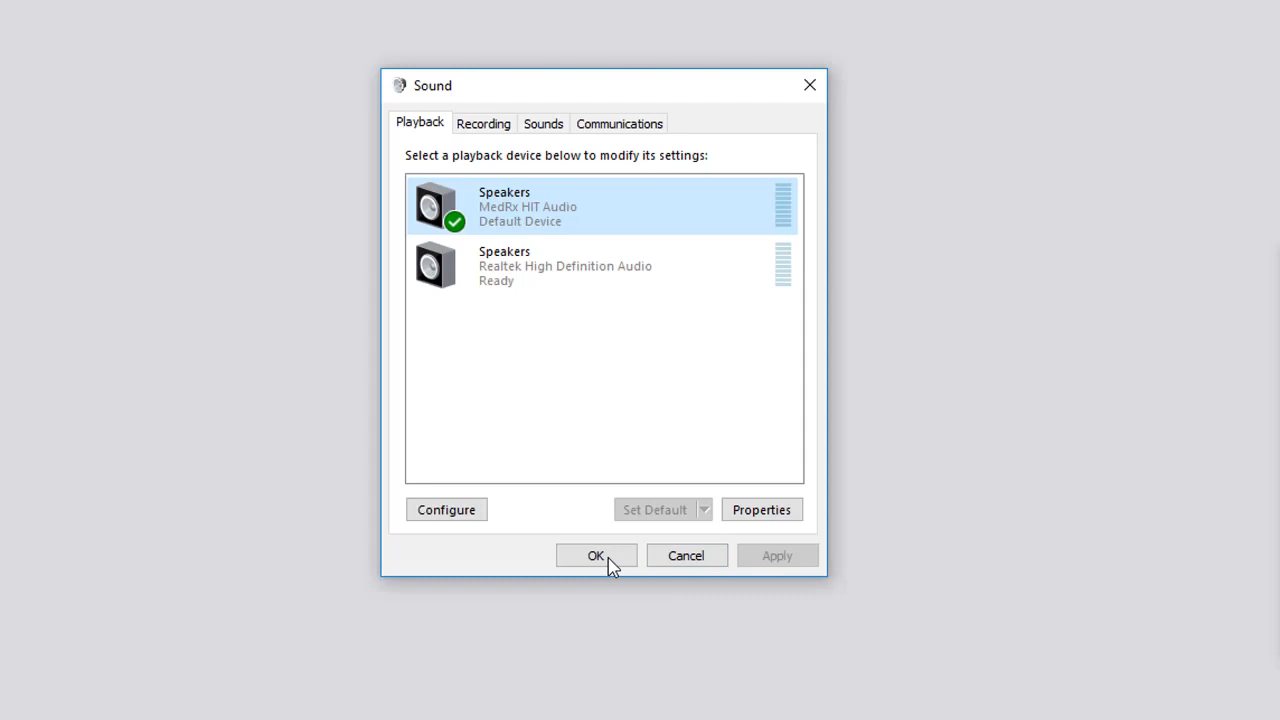 Sound
Playback
Recording
Sounds
Communications
Select a playback device below to modify its settings:
Speakers
MedRx HIT Audio
Default Device
Speakers
Realtek High Definition Audio
Ready
Configure
Set Default
Properties
OK
Cancel
Apply